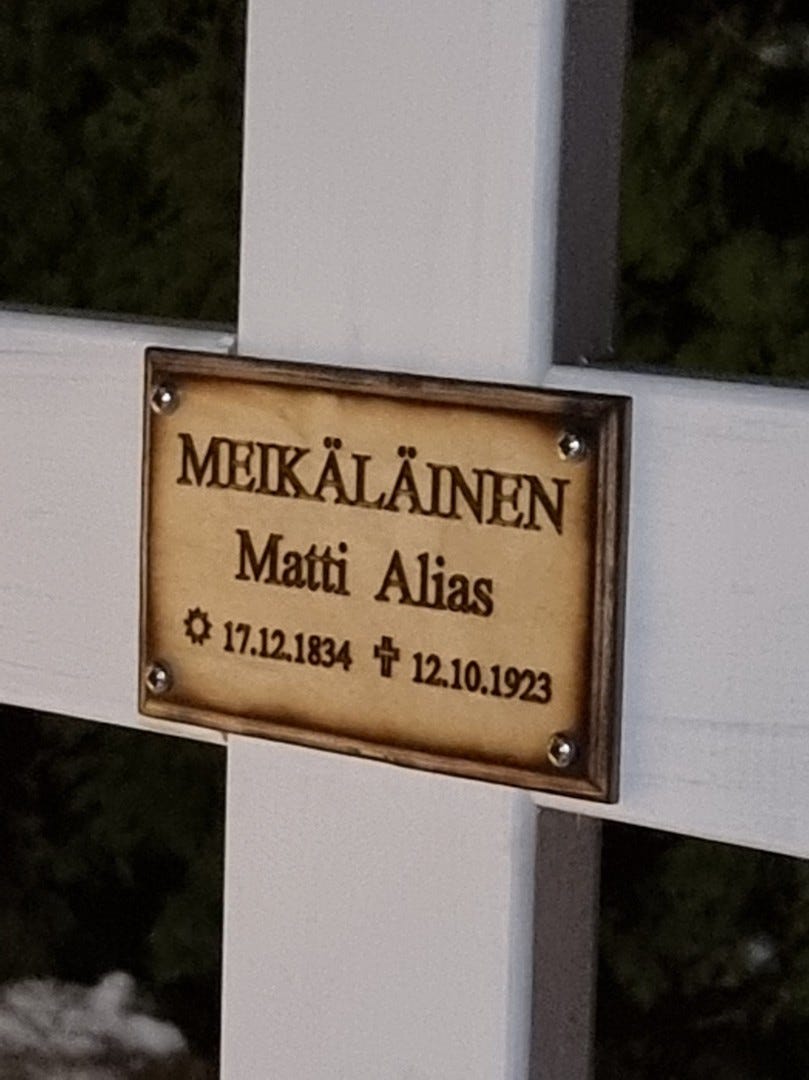 MEIKÄLÄINEN
Matti Alias
17.12.1834 ✝ 12.10.1923